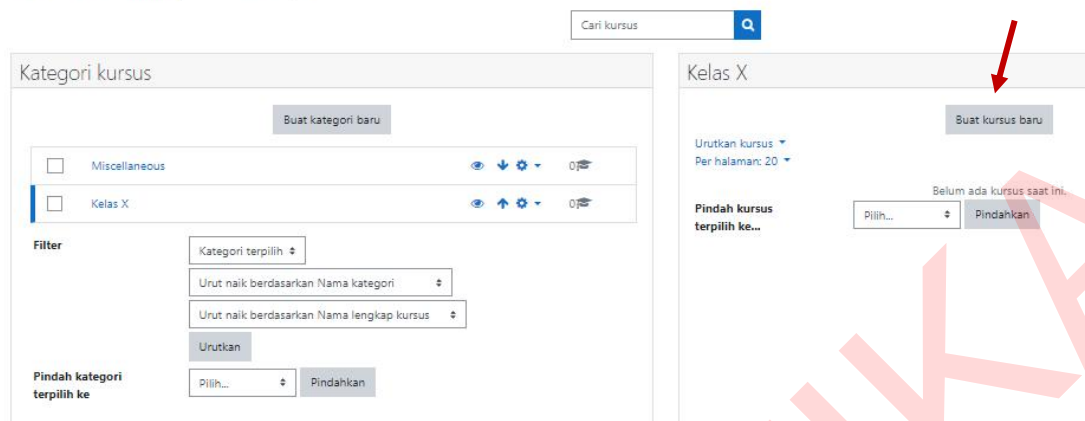 Cari kursus
Kategori kursus
Buat kategori baru
Miscellaneous 0
Kelas X 0
Filter
Kategori terpilih
Urut naik berdasarkan Nama kategori
Urut naik berdasarkan Nama lengkap kursus
Urutkan
Pindah kategori
terpilih ke
Pilih... Pindahkan
Kelas X
Buat kursus baru
Urutkan kursus
Per halaman: 20
Belum ada kursus saat ini.
Pindah kursus
terpilih ke...
Pilih... Pindahkan